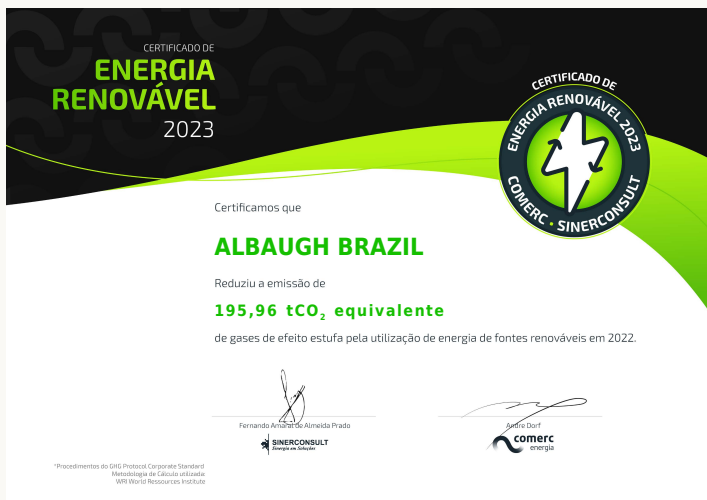 CERTIFICADO DE
ENERGIA
RENOVÁVEL
2023
CERTIFICADO DE
ENERGIA RENOVÁVEL 2023
COMERC • SINERCONSULT
Certificamos que
ALBAUGH BRAZIL
Reduziu a emissão de
195,96 tCO₂ equivalente
de gases de efeito estufa pela utilização de energia de fontes renováveis em 2022.
Fernando Amaral de Almeida Prado
SINERCONSULT
Sinergia em Soluções
Andre Dorf
comerc
energia
*Procedimentos do GHG Protocol Corporate Standard
Metodologia de Cálculo utilizada:
WRI World Ressources Institute